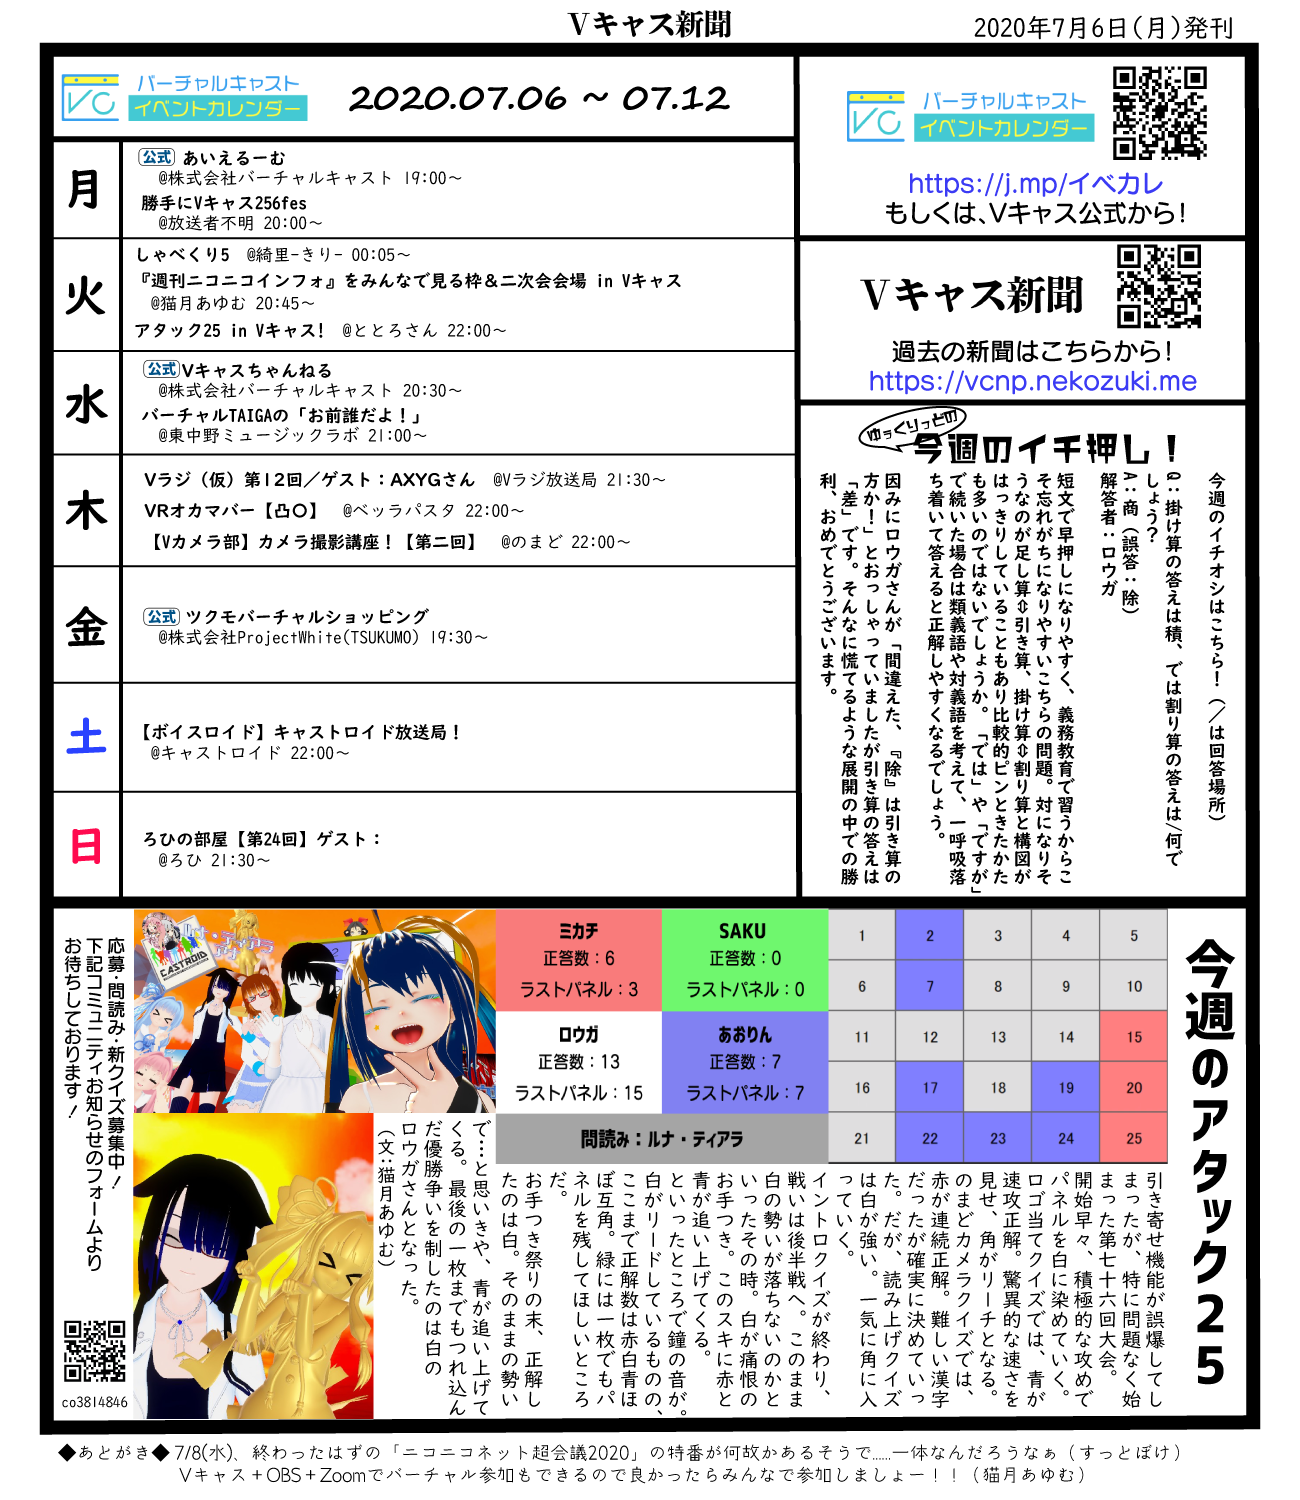 Vキャス新聞
2020年7月6日(月)発刊
VC
バーチャルキャスト
イベントカレンダー
2020.07.06 ~ 07.12
月
公式 あいえるーむ
@株式会社バーチャルキャスト 19:00～
勝手にVキャス256fes
@放送者不明 20:00～
火
しゃべくり5 @綺里-きり- 00:05～
『週刊ニコニコインフォ』をみんなで見る枠＆二次会会場 in Vキャス
@猫月あゆむ 20:45～
アタック25 in Vキャス! @ととろさん 22:00～
水
公式 Vキャスちゃんねる
@株式会社バーチャルキャスト 20:30～
バーチャルTAIGAの「お前誰だよ！」
@東中野ミュージックラボ 21:00～
木
Vラジ（仮）第12回／ゲスト：AXYGさん @Vラジ放送局 21:30～
VRオカマバー【凸〇】 @ベッラパスタ 22:00～
【Vカメラ部】カメラ撮影講座！【第二回】 @のまど 22:00～
金
公式 ツクモバーチャルショッピング
@株式会社ProjectWhite(TSUKUMO) 19:30～
土
【ボイスロイド】キャストロイド放送局！
@キャストロイド 22:00～
日
ろひの部屋【第24回】ゲスト：
@ろひ 21:30～
VC
バーチャルキャスト
イベントカレンダー
https://j.mp/イベカレ
もしくは、Vキャス公式から!
Vキャス新聞
過去の新聞はこちらから!
https://vcnp.nekozuki.me
ゆっくりっとの
今週のイチ押し！
今週のイチオシはこちら！（／は回答場所）
Q：掛け算の答えは積、では割り算の答えは/何で
しょう？
A：商（誤答：除）
解答者：ロウガ
短文で早押しになりやすく、義務教育で習うからこ
そ忘れがちになりやすいこちらの問題。対になりそ
うなのが足し算⇔引き算、掛け算⇔割り算と構図が
はっきりしていることもあり比較的ピンときたかた
も多いのではないでしょうか。「では」や「ですが」
で続いた場合は類義語や対義語を考えて、一呼吸落
ち着いて答えると正解しやすくなるでしょう。
因みにロウガさんが「間違えた、『除』は引き算の
方か！」とおっしゃっていましたが引き算の答えは
「差」です。そんなに慌てるような展開の中での勝
利、おめでとうございます。
今週のアタック25
ルナ・ティアラ
CASTROID
ミカチ
正答数：6
ラストパネル：3
SAKU
正答数：0
ラストパネル：0
ロウガ
正答数：13
ラストパネル：15
あおりん
正答数：7
ラストパネル：7
問読み：ルナ・ティアラ
1 2 3 4 5
6 7 8 9 10
11 12 13 14 15
16 17 18 19 20
21 22 23 24 25
引き寄せ機能が誤爆してし
まったが、特に問題なく始
まった第七十六回大会。
開始早々、積極的な攻めで
パネルを白に染めていく。
ロゴ当てクイズでは、青が
速攻正解。驚異的な速さを
見せ、角がリーチとなる。
のまどカメラクイズでは、
赤が連続正解。難しい漢字
だったが確実に決めていっ
た。だが、読み上げクイズ
は白が強い。一気に角に入
っていく。
イントロクイズが終わり、
戦いは後半戦へ。このまま
白の勢いが落ちないのかと
いったその時。白が痛恨の
お手つき。このスキに赤と
青が追い上げてくる。
といったところで鐘の音が。
白がリードしているものの、
ここまで正解数は赤白青ほ
ぼ互角。緑には一枚でもパ
ネルを残してほしいところ
だ。
お手つき祭りの末、正解し
たのは白。そのままの勢い
で…と思いきや、青が追い上げて
くる。最後の一枚までもつれ込ん
だ優勝争いを制したのは白の
ロウガさんとなった。
（文：猫月あゆむ）
応募・問読み・新クイズ募集中！
下記コミュニティお知らせのフォームより
お待ちしております！
co3814846
◆あとがき◆ 7/8(水)、終わったはずの「ニコニコネット超会議2020」の特番が何故かあるそうで……一体なんだろうなぁ（すっとぼけ）
Vキャス＋OBS＋Zoomでバーチャル参加もできるので良かったらみんなで参加しましょー！！（猫月あゆむ）